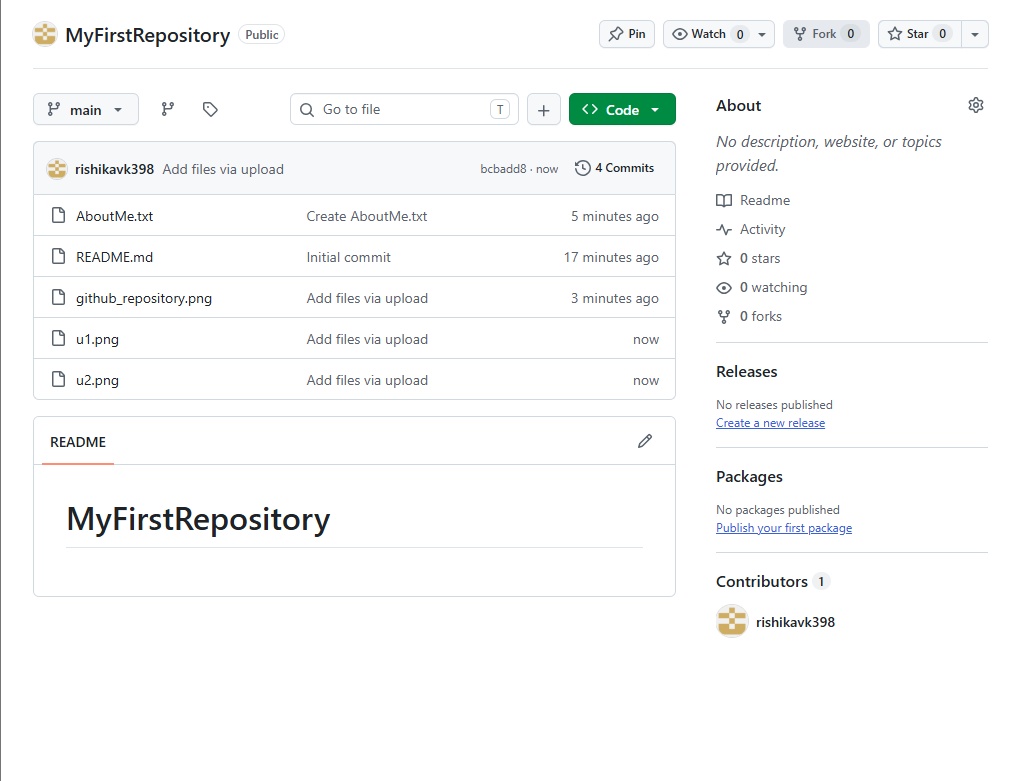 MyFirstRepository Public
Pin Watch 0 Fork 0 Star 0
main Go to file T + Code
rishikavk398 Add files via upload bcbadd8 · now 4 Commits
AboutMe.txt Create AboutMe.txt 5 minutes ago
README.md Initial commit 17 minutes ago
github_repository.png Add files via upload 3 minutes ago
u1.png Add files via upload now
u2.png Add files via upload now
README
MyFirstRepository
About
No description, website, or topics
provided.
Readme
Activity
0 stars
0 watching
0 forks
Releases
No releases published
Create a new release
Packages
No packages published
Publish your first package
Contributors 1
rishikavk398